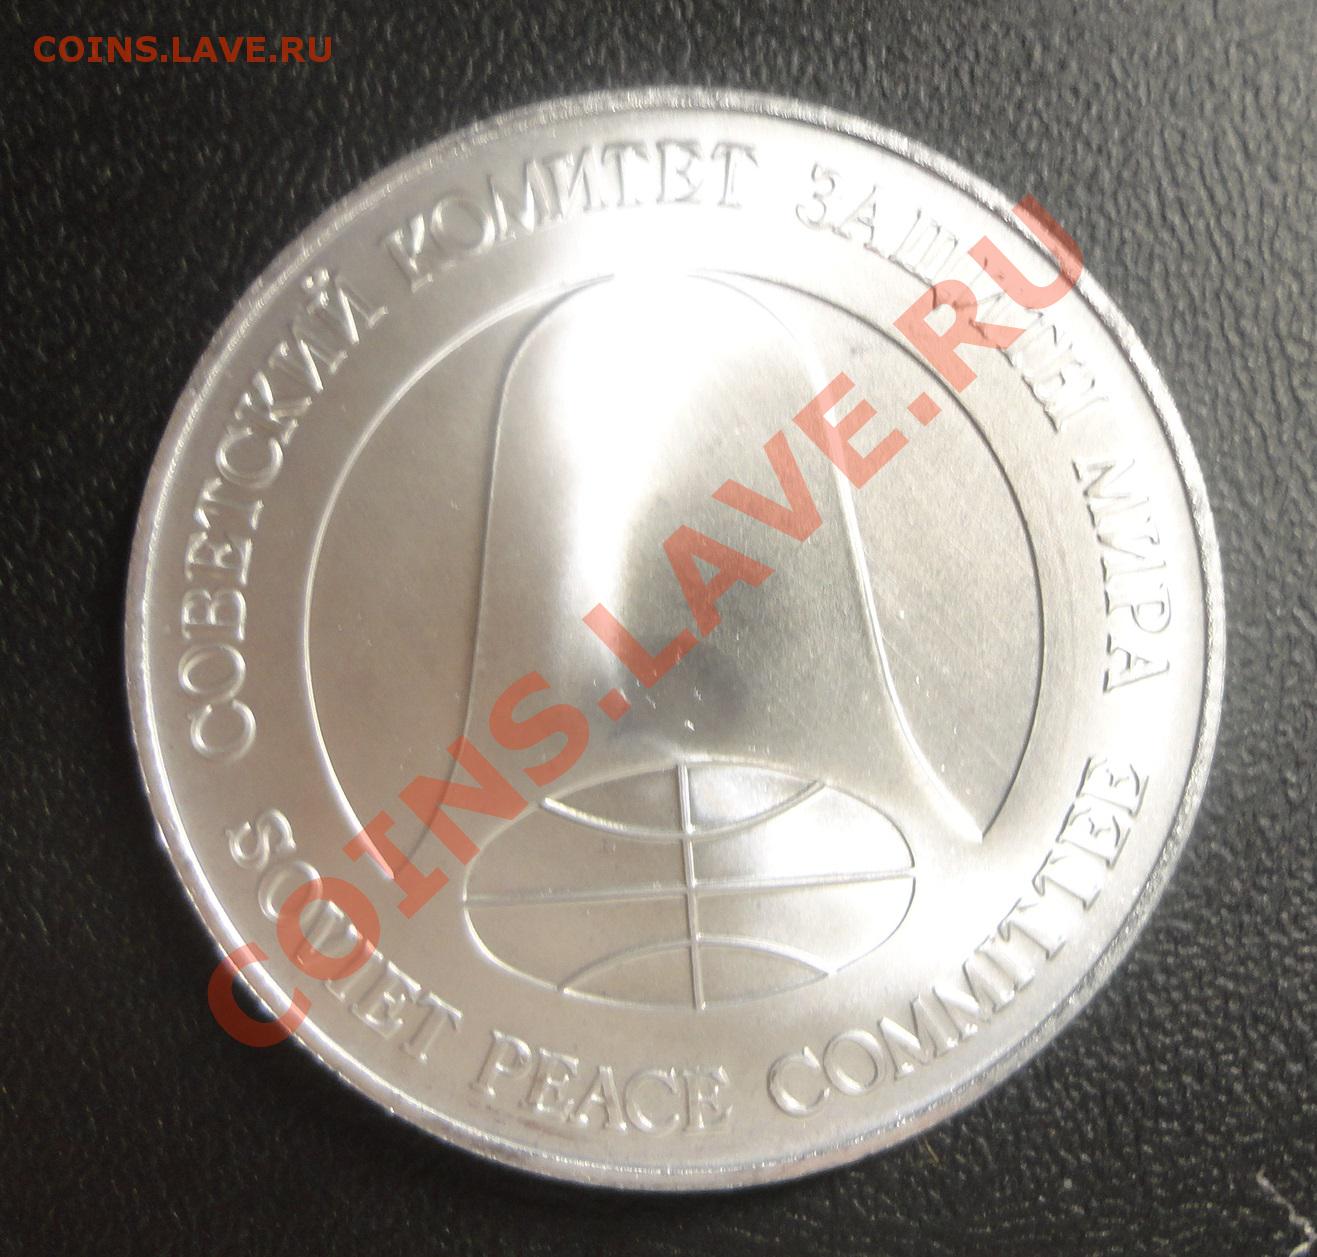 COINS.LAVE.RU
СОВЕТСКИЙ КОМИТЕТ ЗАЩИТЫ МИРА
SOVIET PEACE COMMITTEE
COINS.LAVE.RU